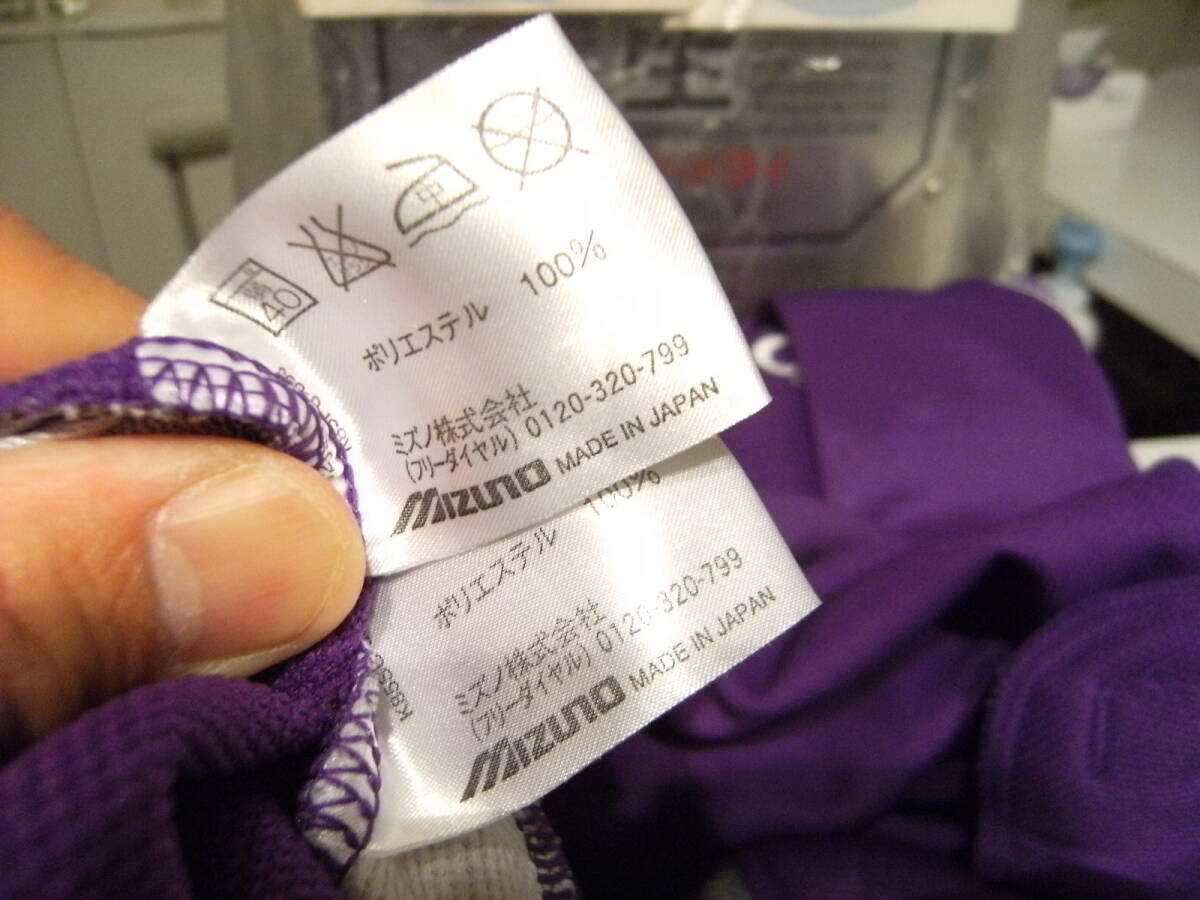 弱
40
中
ポリエステル 100%
ミズノ株式会社
(フリーダイヤル) 0120-320-799
MIZUNO MADE IN JAPAN
ポリエステル 100%
ミズノ株式会社
(フリーダイヤル) 0120-320-799
MIZUNO MADE IN JAPAN